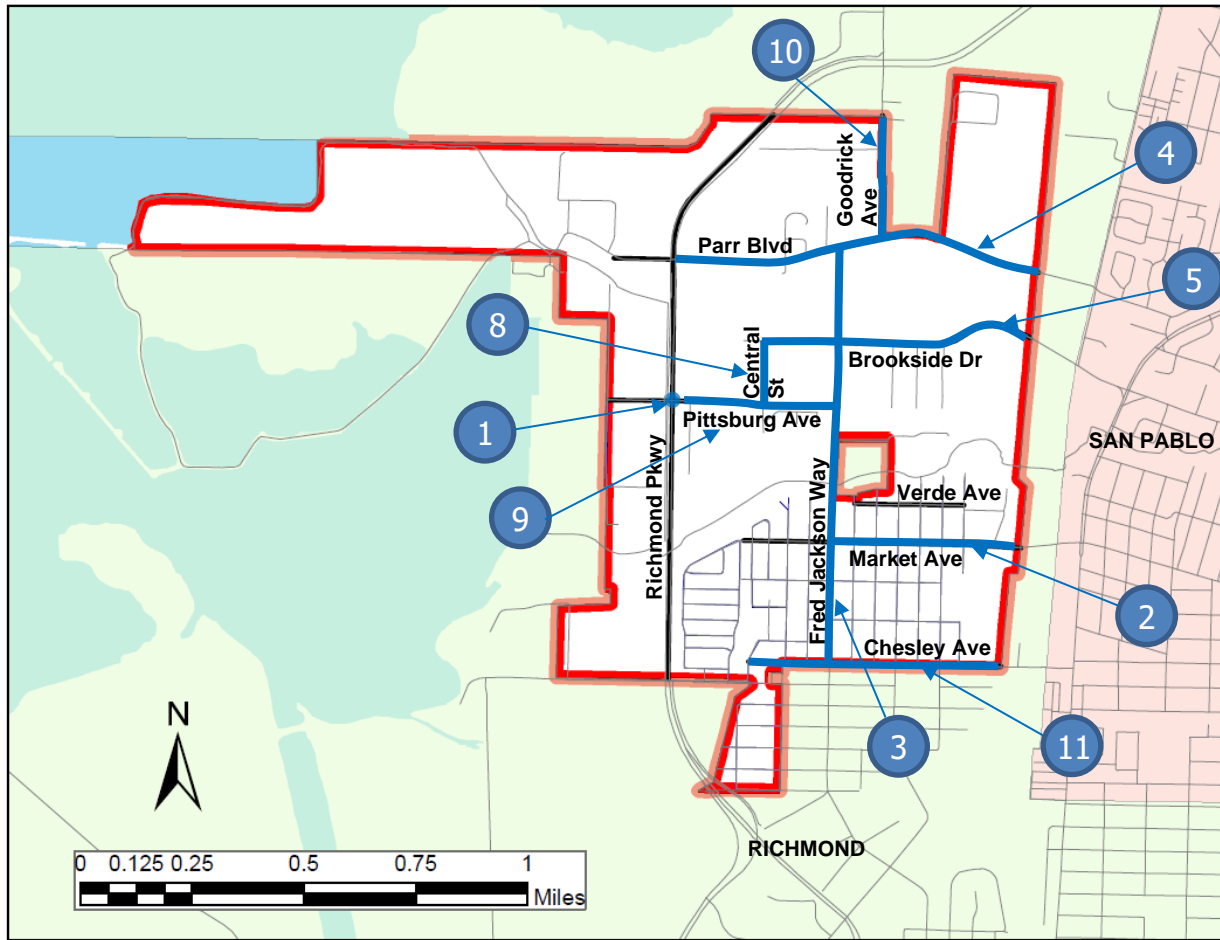 10
Goodrick
Ave
4
Parr Blvd
5
8
Central
St
Brookside Dr
1
Pittsburg Ave
SAN PABLO
9
Richmond Pkwy
Fred Jackson Way
Verde Ave
Market Ave
2
Chesley Ave
N
3
11
RICHMOND
0 0.125 0.25 0.5 0.75 1
Miles